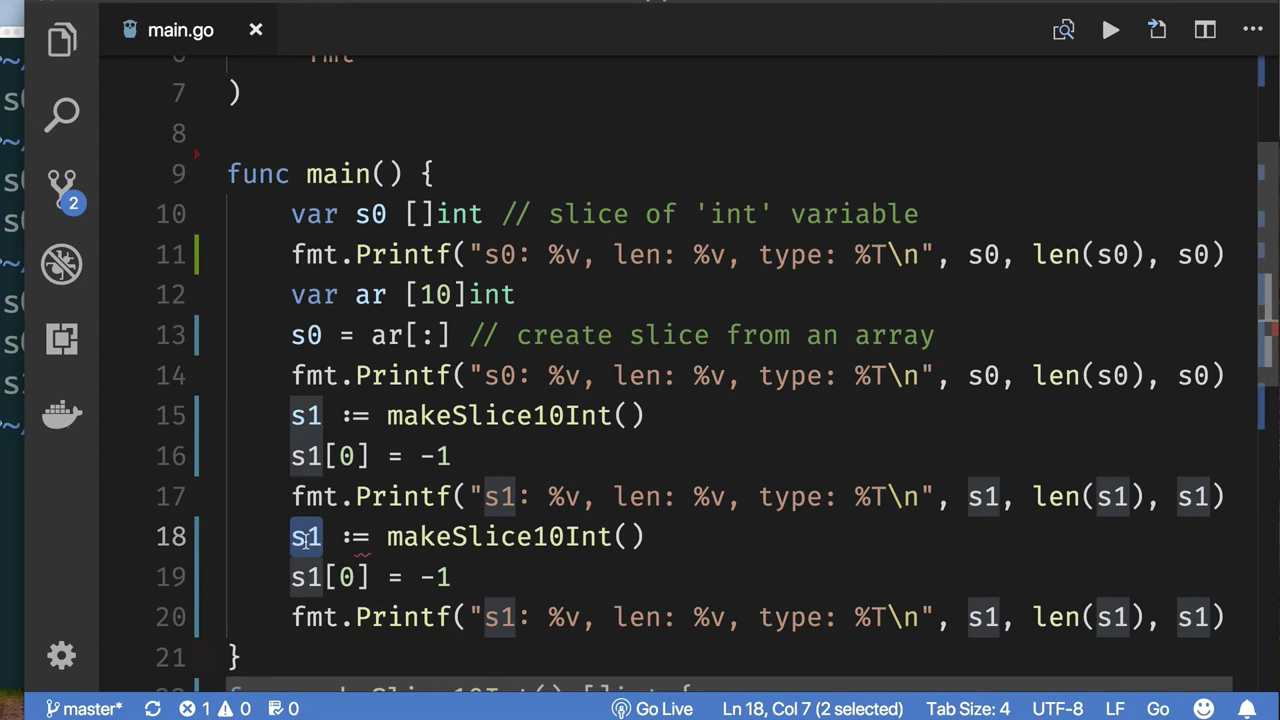 main.go
6 fmt
7 )
8
9 func main() {
10 var s0 []int // slice of 'int' variable
11 fmt.Printf("s0: %v, len: %v, type: %T\n", s0, len(s0), s0)
12 var ar [10]int
13 s0 = ar[:] // create slice from an array
14 fmt.Printf("s0: %v, len: %v, type: %T\n", s0, len(s0), s0)
15 s1 := makeSlice10Int()
16 s1[0] = -1
17 fmt.Printf("s1: %v, len: %v, type: %T\n", s1, len(s1), s1)
18 s1 := makeSlice10Int()
19 s1[0] = -1
20 fmt.Printf("s1: %v, len: %v, type: %T\n", s1, len(s1), s1)
21 }
2
master* 1 0 0 Go Live Ln 18, Col 7 (2 selected) Tab Size: 4 UTF-8 LF Go